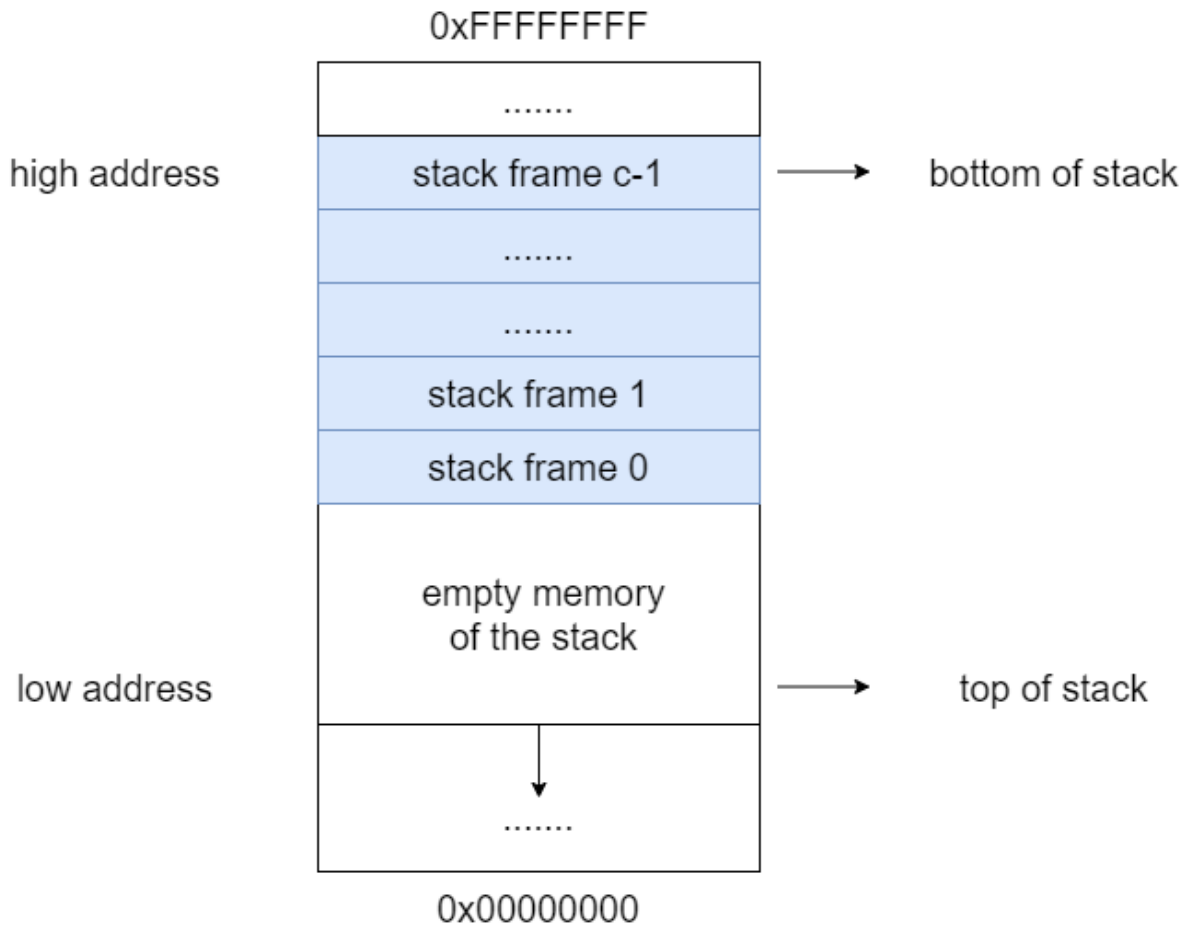 0xFFFFFFFF
.......
high address
stack frame c-1
bottom of stack
.......
.......
stack frame 1
stack frame 0
empty memory
of the stack
low address
top of stack
.......
0x00000000